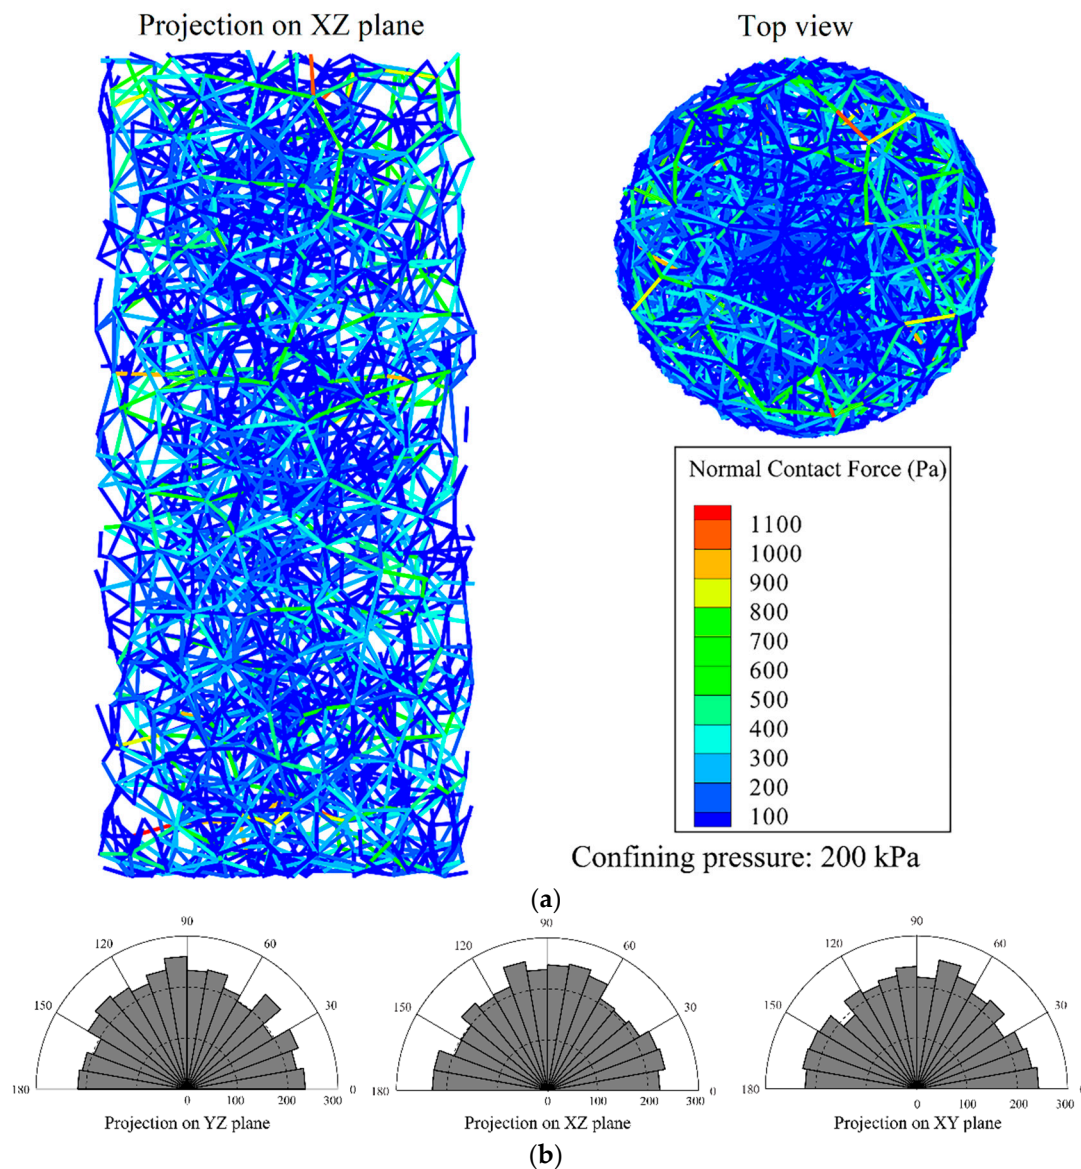 Projection on XZ plane
Top view
Normal Contact Force (Pa)
1100
1000
900
800
700
600
500
400
300
200
100
Confining pressure: 200 kPa
(a)
90
120
60
150
30
180
0
0 100 200 300
Projection on YZ plane
90
120
60
150
30
180
0
0 100 200 300
Projection on XZ plane
90
120
60
150
30
180
0
0 100 200 300
Projection on XY plane
(b)